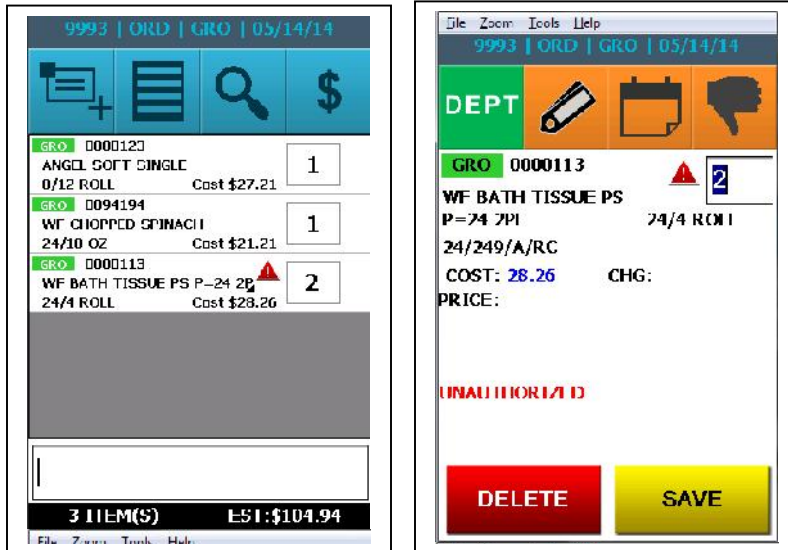 9993 | ORD | GRO | 05/14/14
$
GRO 0000123
ANGEL SOFT SINGLE
1
0/12 ROLL Cost $27.21
GRO 0094194
WF CHOPPED SPINACH
1
24/10 OZ Cost $21.21
GRO 0000113
WF BATH TISSUE PS P=24 2P
2
24/4 ROLL Cost $28.26
3 ITEM(S) EST:$104.94
File Zoom Tools Help
File Zoom Tools Help
9993 | ORD | GRO | 05/14/14
DEPT
GRO 0000113
2
WF BATH TISSUE PS
P=24 2PL 24/4 ROLL
24/249/A/RC
COST: 28.26 CHG:
PRICE:
UNAUTHORIZED
DELETE SAVE